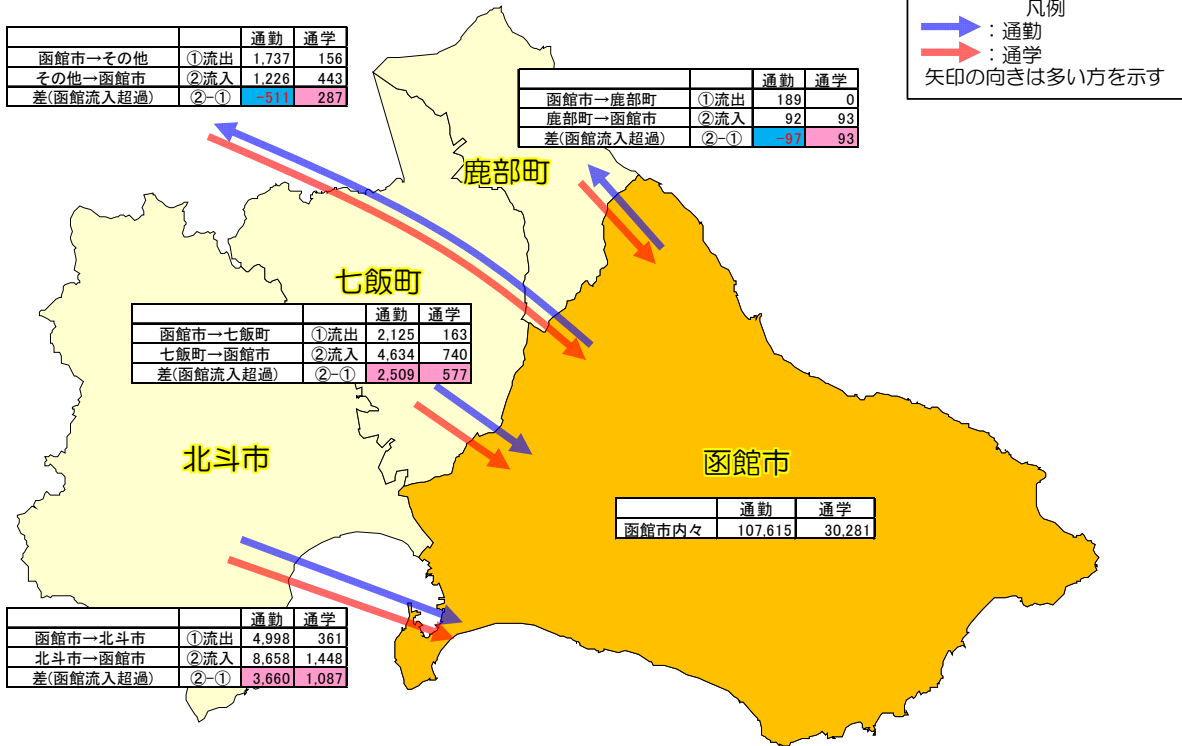 凡例
：通勤
：通学
矢印の向きは多い方を示す
通勤 通学
函館市→その他 ①流出 1,737 156
その他→函館市 ②流入 1,226 443
差(函館流入超過) ②-① -511 287
通勤 通学
函館市→鹿部町 ①流出 189 0
鹿部町→函館市 ②流入 92 93
差(函館流入超過) ②-① -97 93
鹿部町
七飯町
通勤 通学
函館市→七飯町 ①流出 2,125 163
七飯町→函館市 ②流入 4,634 740
差(函館流入超過) ②-① 2,509 577
北斗市
函館市
通勤 通学
函館市内々 107,615 30,281
通勤 通学
函館市→北斗市 ①流出 4,998 361
北斗市→函館市 ②流入 8,658 1,448
差(函館流入超過) ②-① 3,660 1,087